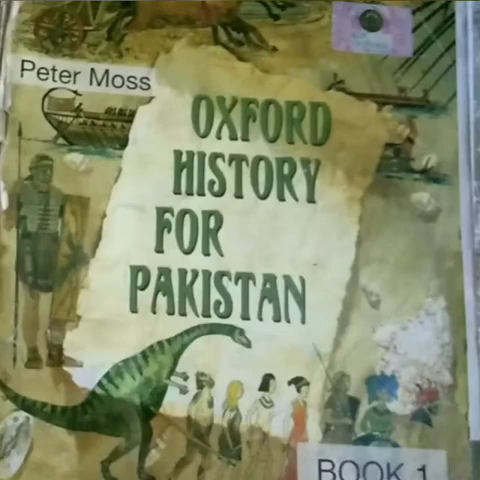 Peter Moss
OXFORD
HISTORY
FOR
PAKISTAN
BOOK 1